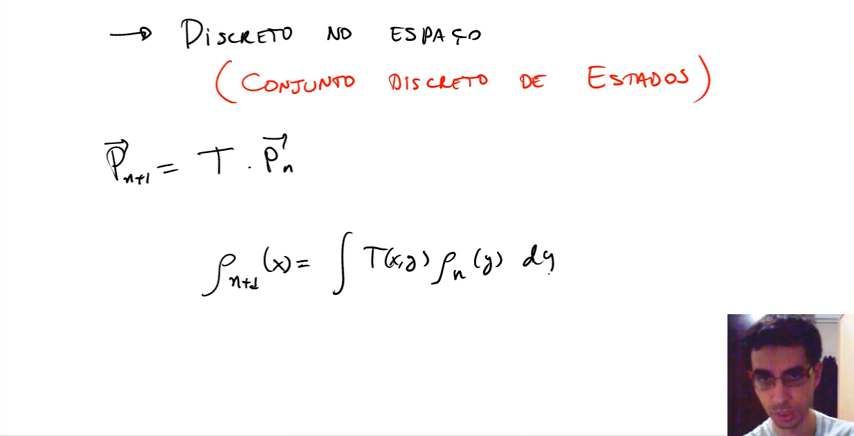 → DISCRETO NO ESPAÇO
(CONJUNTO DISCRETO DE ESTADOS)
P⃗ₙ₊₁ = T . P⃗ₙ
ρₙ₊₁(x) = ∫ T(x,y) ρₙ(y) dy